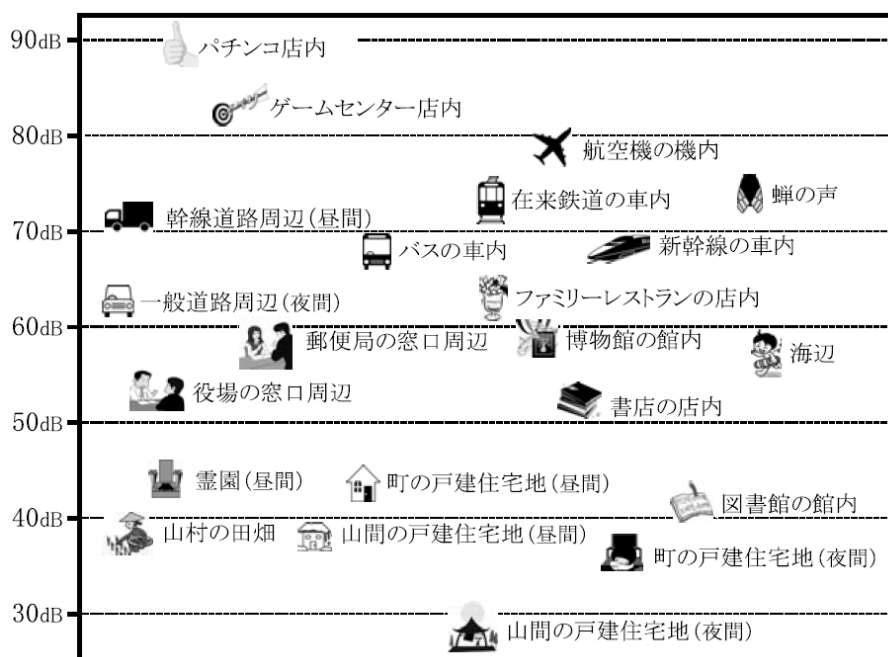 90dB
パチンコ店内
ゲームセンター店内
80dB
航空機の機内
在来鉄道の車内
蝉の声
幹線道路周辺(昼間)
70dB
バスの車内
新幹線の車内
一般道路周辺(夜間)
ファミリーレストランの店内
60dB
郵便局の窓口周辺
博物館の館内
海辺
役場の窓口周辺
書店の店内
50dB
霊園(昼間)
町の戸建住宅地(昼間)
図書館の館内
40dB
山村の田畑
山間の戸建住宅地(昼間)
町の戸建住宅地(夜間)
30dB
山間の戸建住宅地(夜間)